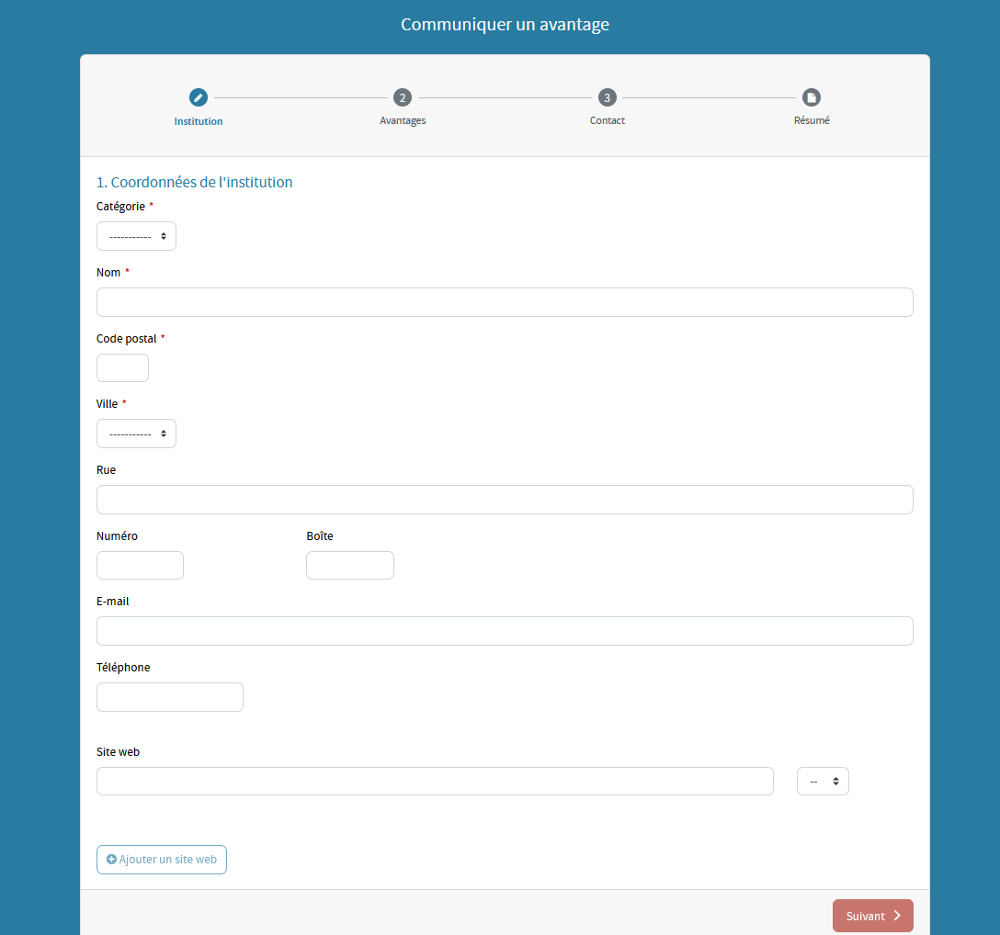 Communiquer un avantage
2
3
Institution
Avantages
Contact
Résumé
1. Coordonnées de l'institution
Catégorie *
-----------
Nom *
Code postal *
Ville *
-----------
Rue
Numéro
Boîte
E-mail
Téléphone
Site web
--
Ajouter un site web
Suivant